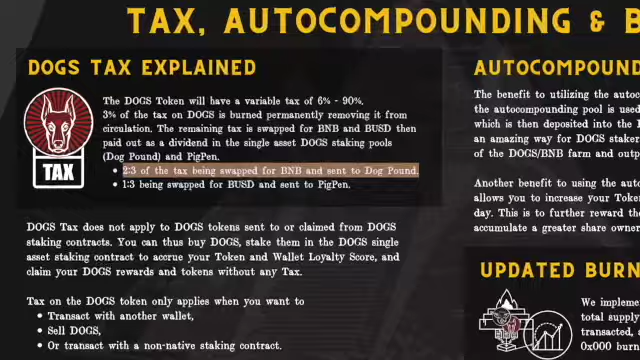 TAX, AUTOCOMPOUNDING & B
DOGS TAX EXPLAINED
TAX
The DOGS Token will have a variable tax of 6% - 90%.
3% of the tax on DOGS is burned permanently removing it from
circulation. The remaining tax is swapped for BNB and BUSD then
paid out as a dividend in the single asset DOGS staking pools
(Dog Pound) and PigPen.
• 2:3 of the tax being swapped for BNB and sent to Dog Pound.
• 1:3 being swapped for BUSD and sent to PigPen.
DOGS Tax does not apply to DOGS tokens sent to or claimed from DOGS
staking contracts. You can thus buy DOGS, stake them in the DOGS single
asset staking contract to accrue your Token and Wallet Loyalty Score, and
claim your DOGS rewards and tokens without any Tax.
Tax on the DOGS token only applies when you want to
• Transact with another wallet,
• Sell DOGS,
• Or transact with a non-native staking contract.
AUTOCOMPOUND
The benefit to utilizing the autoc
the autocompounding pool is used
which is then deposited into the
an amazing way for DOGS stakers
of the DOGS/BNB farm and outp
Another benefit to using the auto
allows you to increase your Token
day. This is to further reward the
accumulate a greater share owner
UPDATED BURN
We implemen
total supply
transacted,
0x000 burn